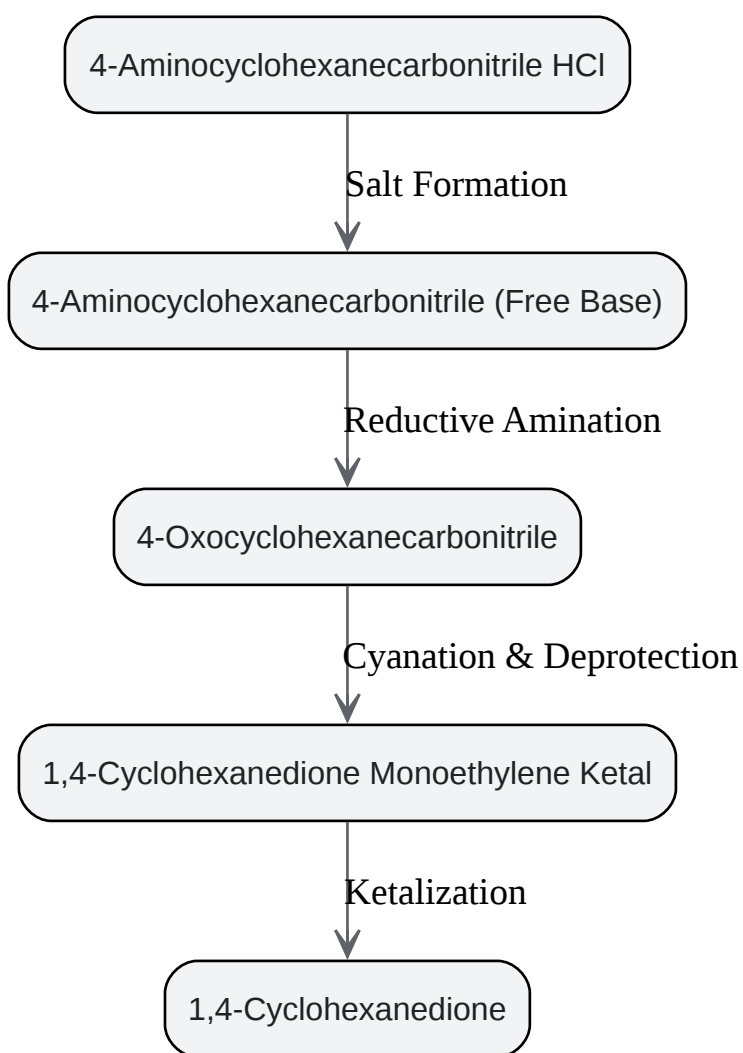 4-Aminocyclohexanecarbonitrile HCl
Salt Formation
4-Aminocyclohexanecarbonitrile (Free Base)
Reductive Amination
4-Oxocyclohexanecarbonitrile
Cyanation & Deprotection
1,4-Cyclohexanedione Monoethylene Ketal
Ketalization
1,4-Cyclohexanedione